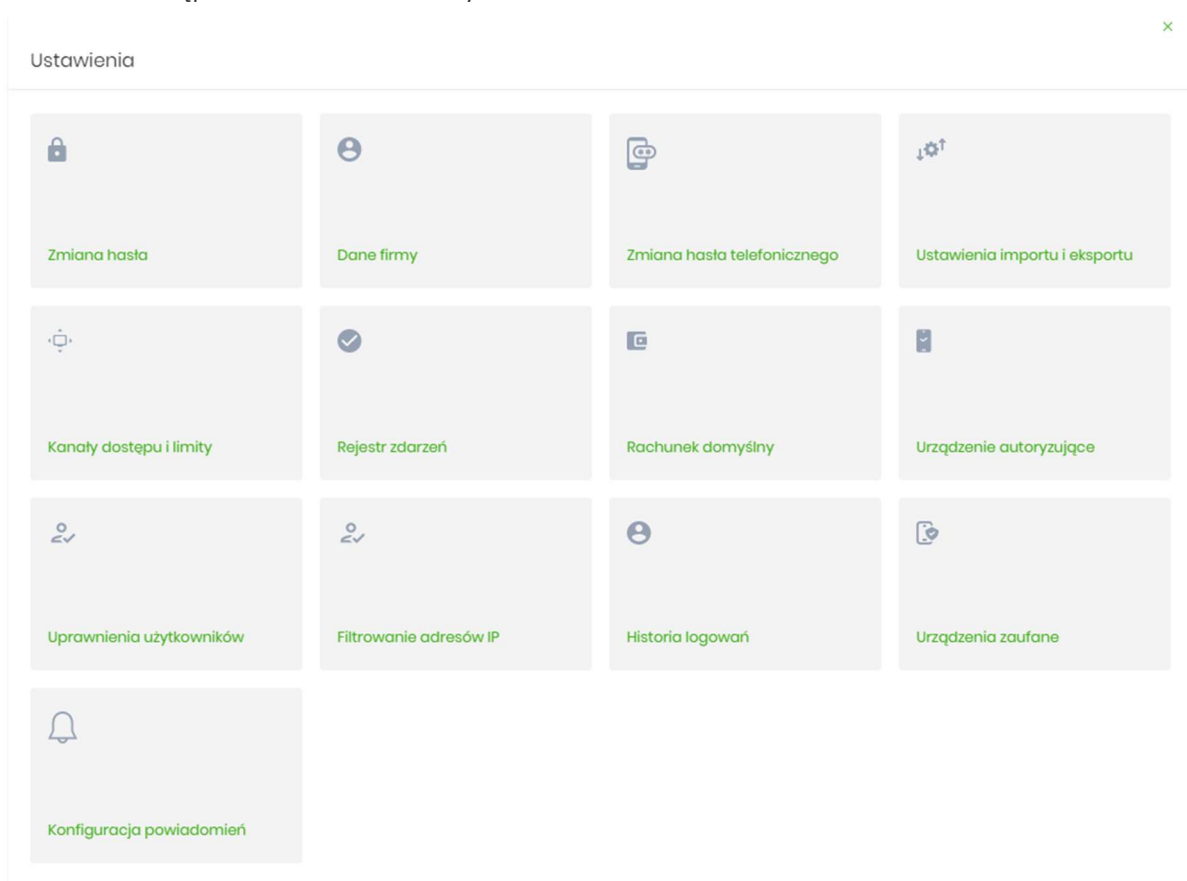 Ustawienia
Zmiana hasła
Dane firmy
Zmiana hasła telefonicznego
Ustawienia importu i eksportu
Kanały dostępu i limity
Rejestr zdarzeń
Rachunek domyślny
Urządzenie autoryzujące
Uprawnienia użytkowników
Filtrowanie adresów IP
Historia logowań
Urządzenia zaufane
Konfiguracja powiadomień